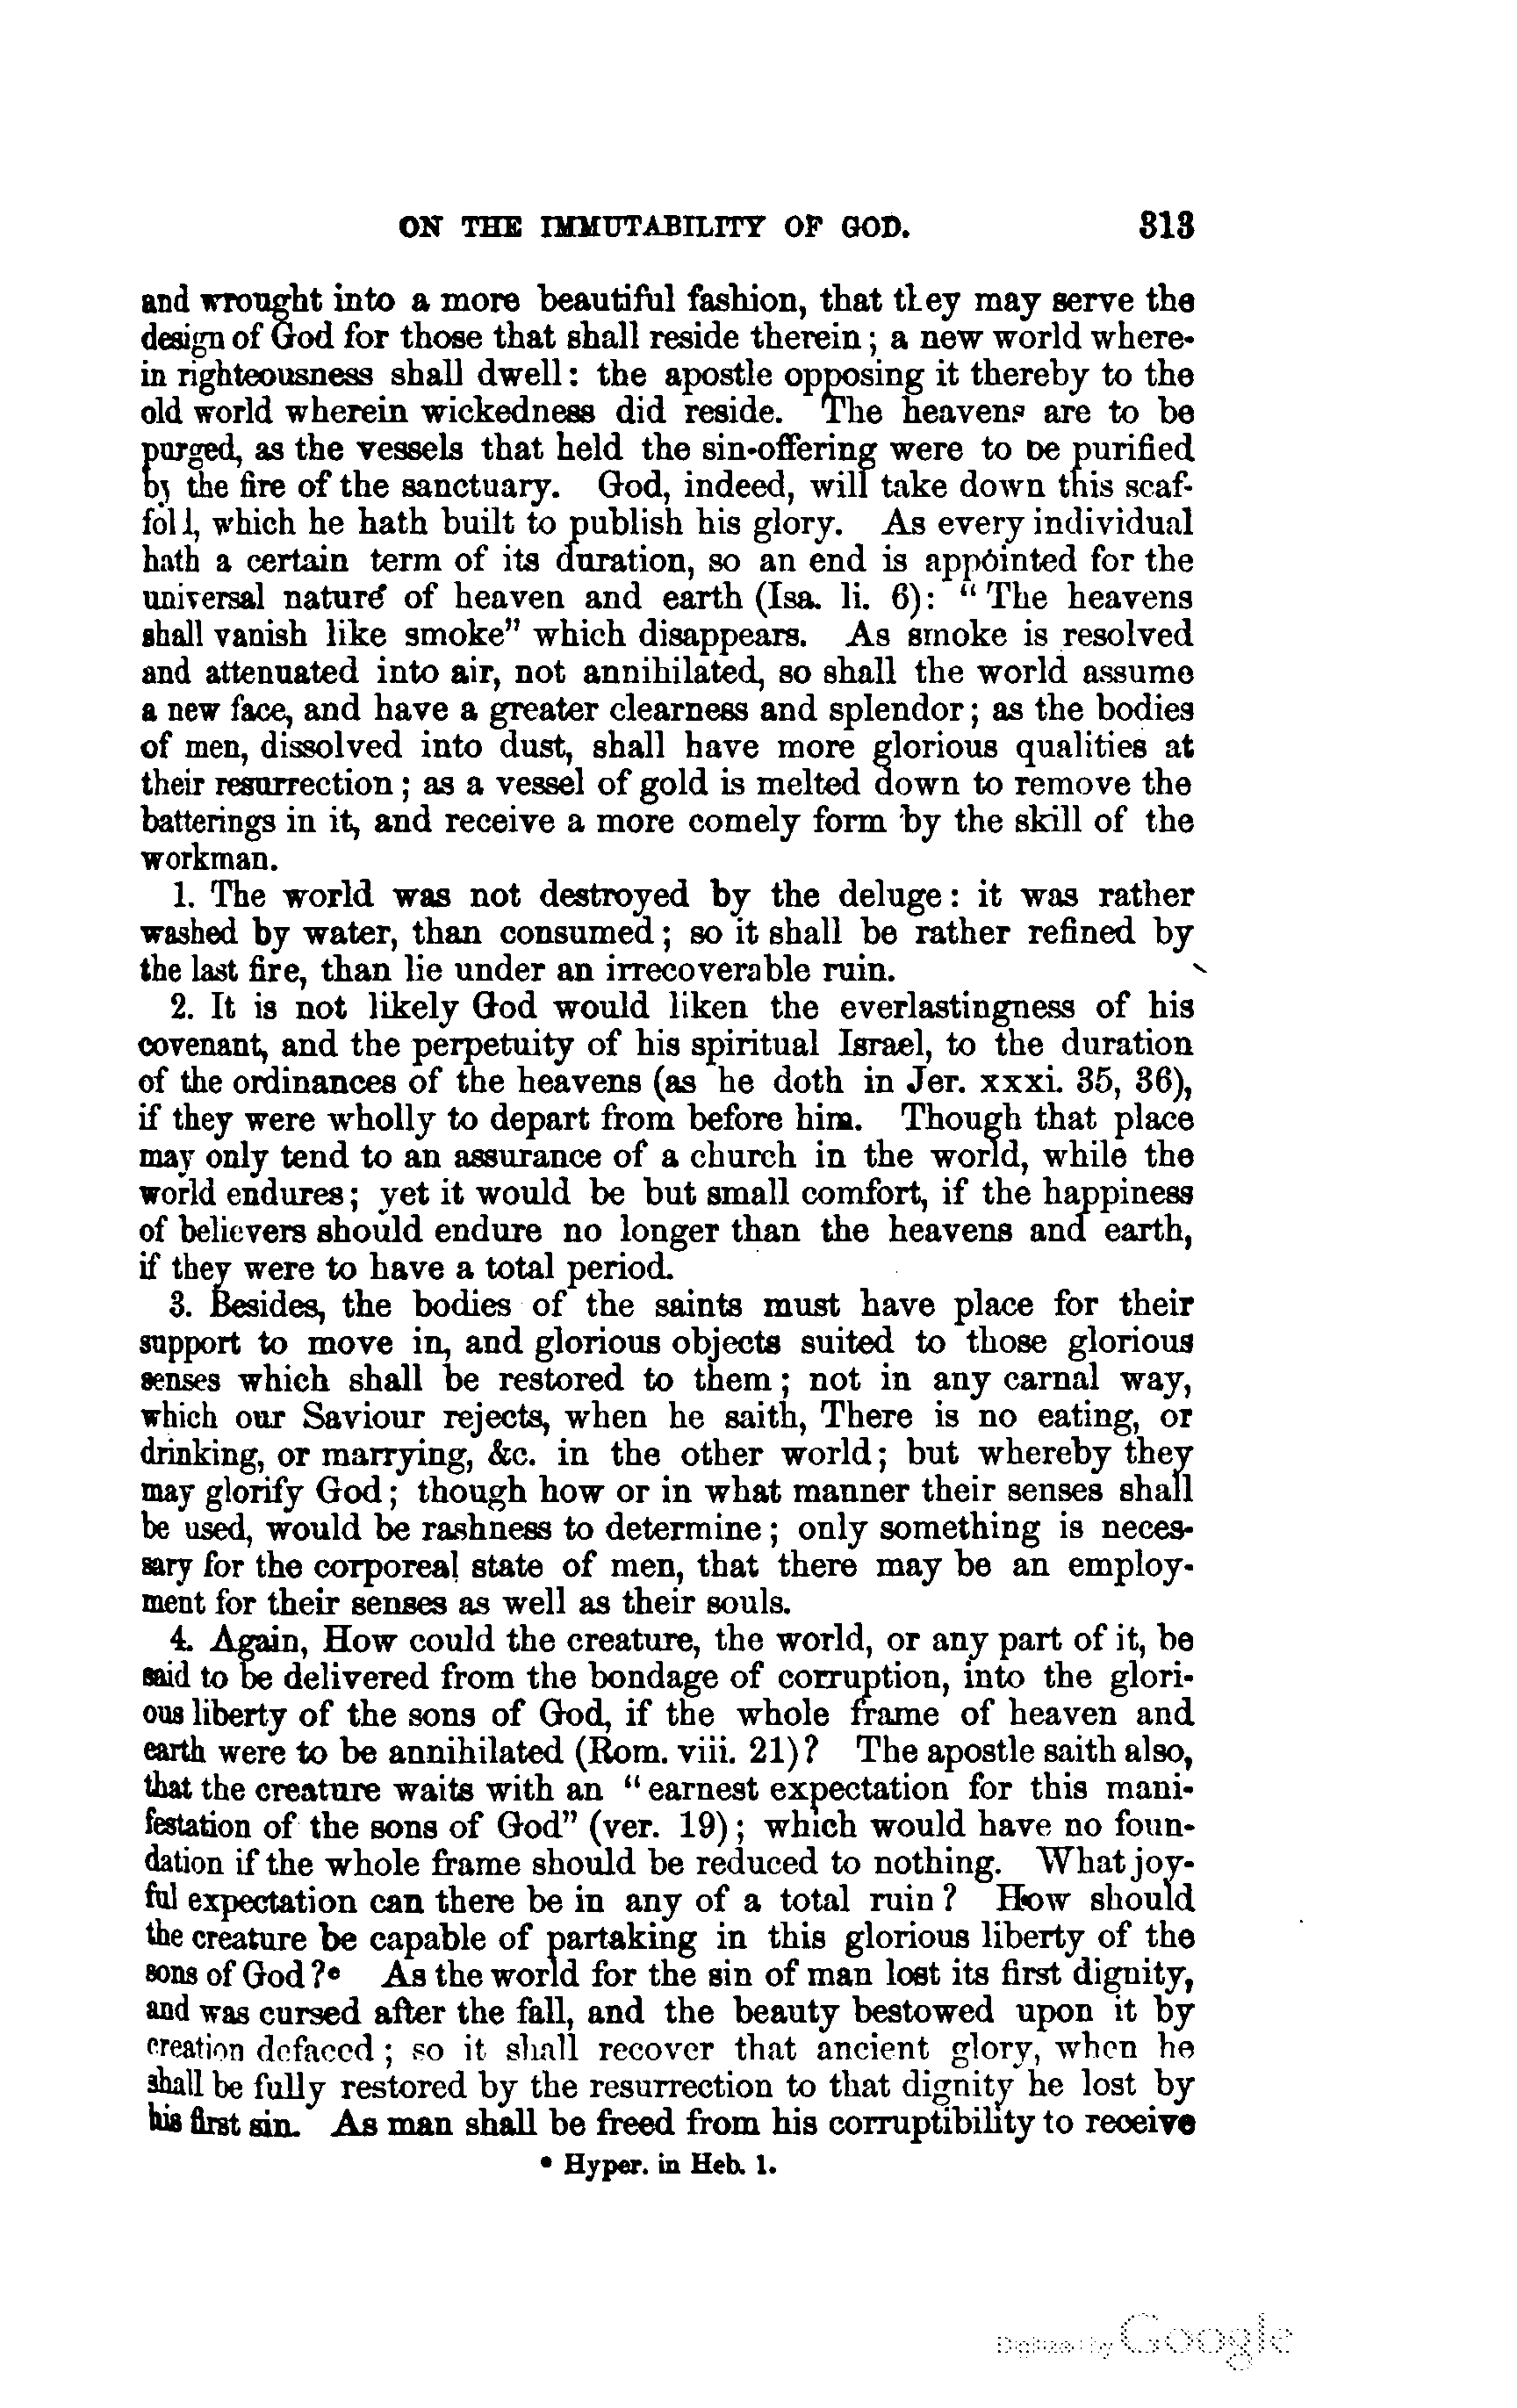 ON THE IMMUTABILITY OF GOD. 313
and wrought into a more beautiful fashion, that they may serve the
design of God for those that shall reside therein; a new world where-
in righteousness shall dwell: the apostle opposing it thereby to the
old world wherein wickedness did reside. The heavens are to be
purged, as the vessels that held the sin-offering were to be purified
by the fire of the sanctuary. God, indeed, will take down this scaf-
fold, which he hath built to publish his glory. As every individual
hath a certain term of its duration, so an end is appointed for the
universal nature of heaven and earth (Isa. li. 6): "The heavens
shall vanish like smoke" which disappears. As smoke is resolved
and attenuated into air, not annihilated, so shall the world assume
a new face, and have a greater clearness and splendor; as the bodies
of men, dissolved into dust, shall have more glorious qualities at
their resurrection; as a vessel of gold is melted down to remove the
batterings in it, and receive a more comely form by the skill of the
workman.
1. The world was not destroyed by the deluge: it was rather
washed by water, than consumed; so it shall be rather refined by
the last fire, than lie under an irrecoverable ruin.
2. It is not likely God would liken the everlastingness of his
covenant, and the perpetuity of his spiritual Israel, to the duration
of the ordinances of the heavens (as he doth in Jer. xxxi. 35, 36),
if they were wholly to depart from before him. Though that place
may only tend to an assurance of a church in the world, while the
world endures; yet it would be but small comfort, if the happiness
of believers should endure no longer than the heavens and earth,
if they were to have a total period.
3. Besides, the bodies of the saints must have place for their
support to move in, and glorious objects suited to those glorious
senses which shall be restored to them; not in any carnal way,
which our Saviour rejects, when he saith, There is no eating, or
drinking, or marrying, &c. in the other world; but whereby they
may glorify God; though how or in what manner their senses shall
be used, would be rashness to determine; only something is neces-
sary for the corporeal state of men, that there may be an employ-
ment for their senses as well as their souls.
4. Again, How could the creature, the world, or any part of it, be
said to be delivered from the bondage of corruption, into the glori-
ous liberty of the sons of God, if the whole frame of heaven and
earth were to be annihilated (Rom. viii. 21)? The apostle saith also,
that the creature waits with an "earnest expectation for this mani-
festation of the sons of God" (ver. 19); which would have no foun-
dation if the whole frame should be reduced to nothing. What joy-
ful expectation can there be in any of a total ruin? How should
the creature be capable of partaking in this glorious liberty of the
sons of God?• As the world for the sin of man lost its first dignity,
and was cursed after the fall, and the beauty bestowed upon it by
creation defaced; so it shall recover that ancient glory, when he
shall be fully restored by the resurrection to that dignity he lost by
his first sin. As man shall be freed from his corruptibility to receive
• Hyper. in Heb. 1.
Digitized by Google